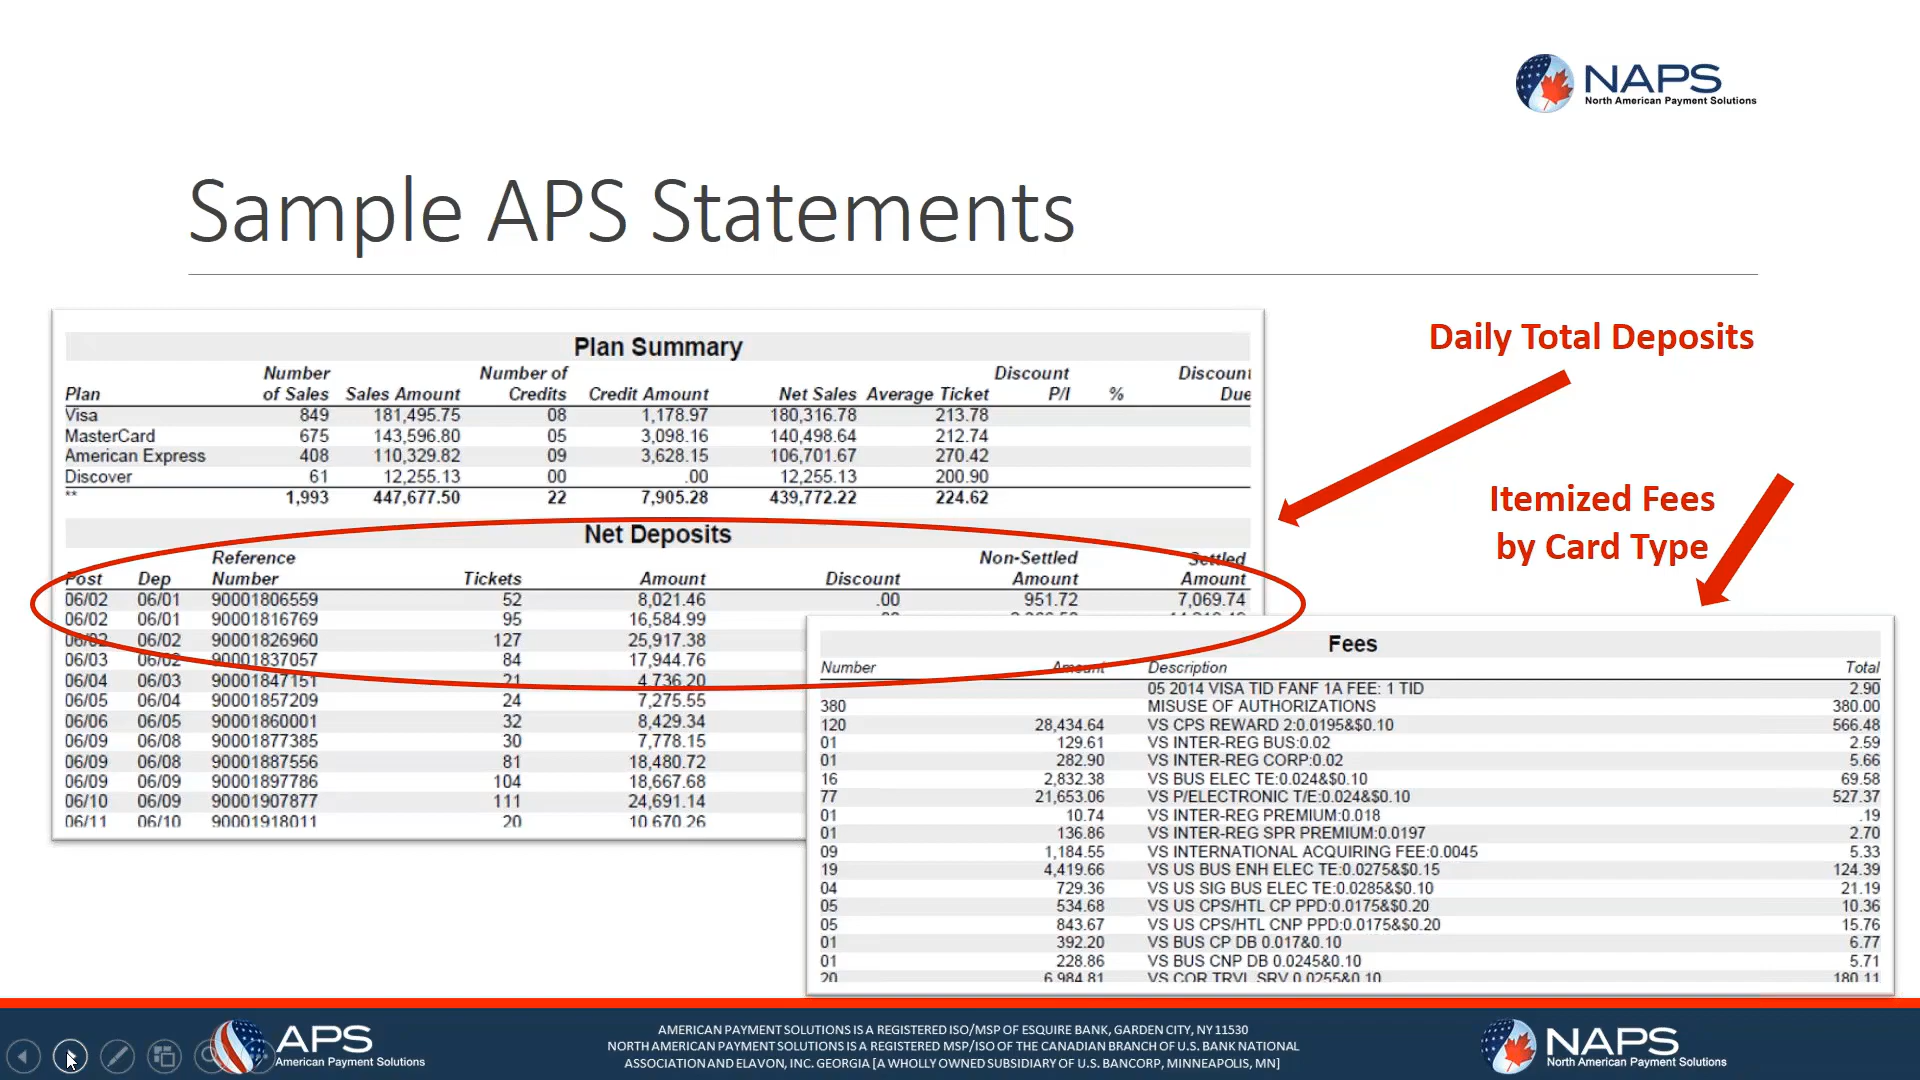 NAPS
North American Payment Solutions
Sample APS Statements
Daily Total Deposits
Itemized Fees
by Card Type
Plan Summary
Number Number of Discount Discount
Plan of Sales Sales Amount Credits Credit Amount Net Sales Average Ticket P/I % Due
Visa 849 181,495.75 08 1,178.97 180,316.78 213.78
MasterCard 675 143,596.80 05 3,098.16 140,498.64 212.74
American Express 408 110,329.82 09 3,628.15 106,701.67 270.42
Discover 61 12,255.13 00 .00 12,255.13 200.90
** 1,993 447,677.50 22 7,905.28 439,772.22 224.62
Net Deposits
Reference Non-Settled Settled
Post Dep Number Tickets Amount Discount Amount Amount
06/02 06/01 90001806559 52 8,021.46 .00 951.72 7,069.74
06/02 06/01 90001816769 95 16,584.99
06/02 06/02 90001826960 127 25,917.38
06/03 06/02 90001837057 84 17,944.76
06/04 06/03 90001847151 21 4,736.20
06/05 06/04 90001857209 24 7,275.55
06/06 06/05 90001860001 32 8,429.34
06/09 06/08 90001877385 30 7,778.15
06/09 06/08 90001887556 81 18,480.72
06/09 06/09 90001897786 104 18,667.68
06/10 06/09 90001907877 111 24,691.14
06/11 06/10 90001918011 20 10,670.26
Fees
Number Amount Description Total
05 2014 VISA TID FANF 1A FEE: 1 TID 2.90
380 MISUSE OF AUTHORIZATIONS 380.00
120 28,434.64 VS CPS REWARD 2:0.0195&$0.10 566.48
01 129.61 VS INTER-REG BUS:0.02 2.59
01 282.90 VS INTER-REG CORP:0.02 5.66
16 2,832.38 VS BUS ELEC TE:0.024&$0.10 69.58
77 21,653.06 VS P/ELECTRONIC T/E:0.024&$0.10 527.37
01 10.74 VS INTER-REG PREMIUM:0.018 .19
01 136.86 VS INTER-REG SPR PREMIUM:0.0197 2.70
09 1,184.55 VS INTERNATIONAL ACQUIRING FEE:0.0045 5.33
19 4,419.66 VS US BUS ENH ELEC TE:0.0275&$0.15 124.39
04 729.36 VS US SIG BUS ELEC TE:0.0285&$0.10 21.19
05 534.68 VS US CPS/HTL CP PPD:0.0175&$0.20 10.36
05 843.67 VS US CPS/HTL CNP PPD:0.0175&$0.20 15.76
01 392.20 VS BUS CP DB 0.017&0.10 6.77
01 228.86 VS BUS CNP DB 0.0245&0.10 5.71
20 6,984.81 VS COR TRVL SRV 0.0255&0.10 180.11
APS
American Payment Solutions
AMERICAN PAYMENT SOLUTIONS IS A REGISTERED ISO/MSP OF ESQUIRE BANK, GARDEN CITY, NY 11530
NORTH AMERICAN PAYMENT SOLUTIONS IS A REGISTERED MSP/ISO OF THE CANADIAN BRANCH OF U.S. BANK NATIONAL
ASSOCIATION AND ELAVON, INC. GEORGIA [A WHOLLY OWNED SUBSIDIARY OF U.S. BANCORP, MINNEAPOLIS, MN]
NAPS
North American Payment Solutions